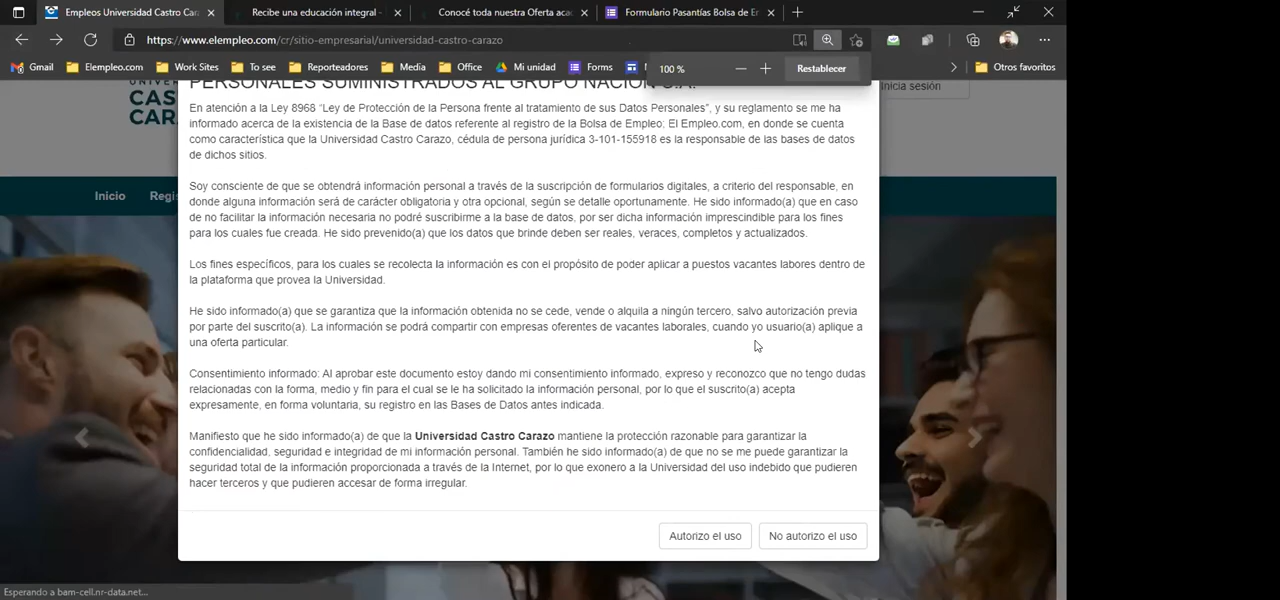 Empleos Universidad Castro Car
Recibe una educación integral -
Conocé toda nuestra Oferta aca
Formulario Pasantías Bolsa de Er
https://www.elempleo.com/cr/sitio-empresarial/universidad-castro-carazo
Gmail
Elempleo.com
Work Sites
To see
Reporteadores
Media
Office
Mi unidad
Forms
100 %
Restablecer
Otros favoritos
PERSONALES SUMINISTRADOS AL GRUPO NACIÓN S.A.
Inicia sesión
CAS
CAR
En atención a la Ley 8968 "Ley de Protección de la Persona frente al tratamiento de sus Datos Personales", y su reglamento se me ha
informado acerca de la existencia de la Base de datos referente al registro de la Bolsa de Empleo; El Empleo.com, en donde se cuenta
como característica que la Universidad Castro Carazo, cédula de persona jurídica 3-101-155918 es la responsable de las bases de datos
de dichos sitios.
Inicio
Regi
Soy consciente de que se obtendrá información personal a través de la suscripción de formularios digitales, a criterio del responsable, en
donde alguna información será de carácter obligatoria y otra opcional, según se detalle oportunamente. He sido informado(a) que en caso
de no facilitar la información necesaria no podré suscribirme a la base de datos, por ser dicha información imprescindible para los fines
para los cuales fue creada. He sido prevenido(a) que los datos que brinde deben ser reales, veraces, completos y actualizados.
Los fines específicos, para los cuales se recolecta la información es con el propósito de poder aplicar a puestos vacantes labores dentro de
la plataforma que provea la Universidad.
He sido informado(a) que se garantiza que la información obtenida no se cede, vende o alquila a ningún tercero, salvo autorización previa
por parte del suscrito(a). La información se podrá compartir con empresas oferentes de vacantes laborales, cuando yo usuario(a) aplique a
una oferta particular.
Consentimiento informado: Al aprobar este documento estoy dando mi consentimiento informado, expreso y reconozco que no tengo dudas
relacionadas con la forma, medio y fin para el cual se le ha solicitado la información personal, por lo que el suscrito(a) acepta
expresamente, en forma voluntaria, su registro en las Bases de Datos antes indicada.
Manifiesto que he sido informado(a) de que la Universidad Castro Carazo mantiene la protección razonable para garantizar la
confidencialidad, seguridad e integridad de mi información personal. También he sido informado(a) de que no se me puede garantizar la
seguridad total de la información proporcionada a través de la Internet, por lo que exonero a la Universidad del uso indebido que pudieren
hacer terceros y que pudieren accesar de forma irregular.
Autorizo el uso
No autorizo el uso
Esperando a bam-cell.nr-data.net...